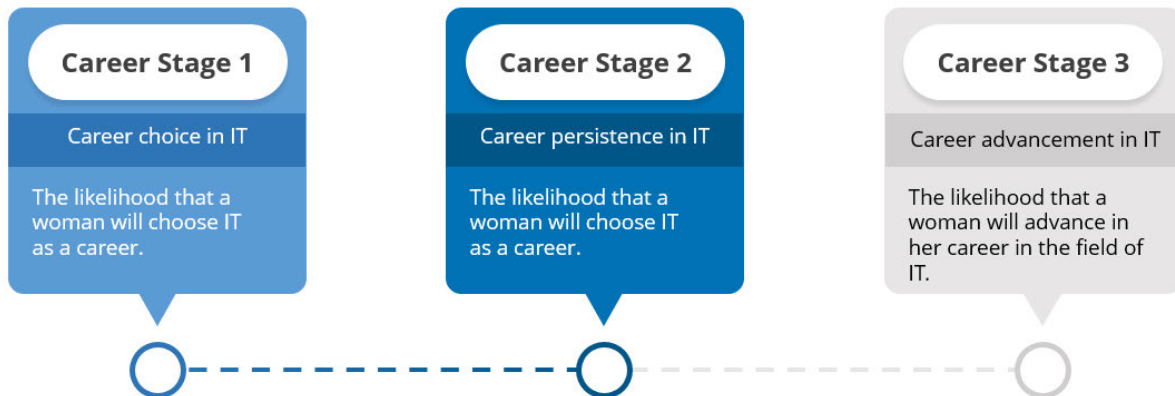 Career Stage 1
Career choice in IT
The likelihood that a
woman will choose IT
as a career.
Career Stage 2
Career persistence in IT
The likelihood that a
woman will choose IT
as a career.
Career Stage 3
Career advancement in IT
The likelihood that a
woman will advance in
her career in the field of
IT.